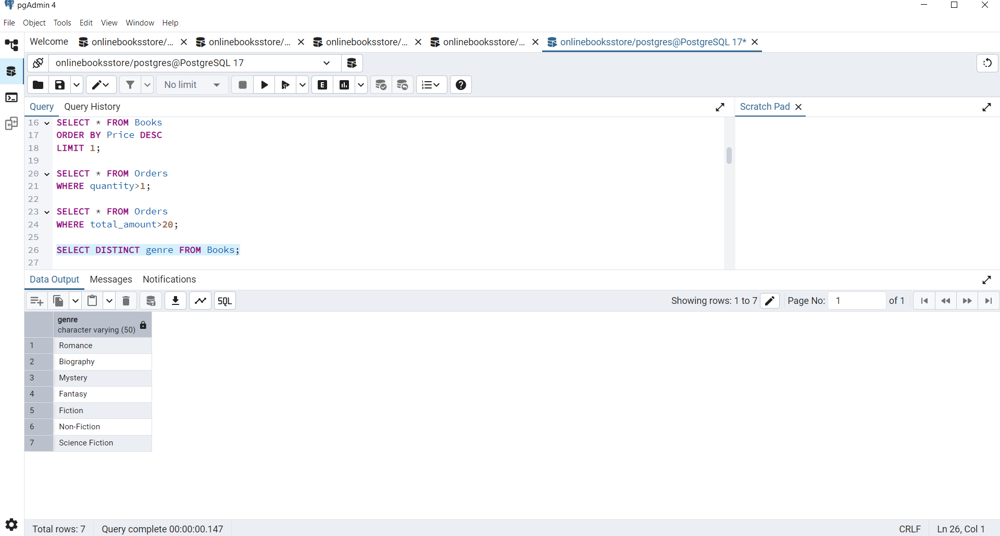 pgAdmin 4
File Object Tools Edit View Window Help
Welcome onlinebooksstore/... onlinebooksstore/... onlinebooksstore/... onlinebooksstore/... onlinebooksstore/postgres@PostgreSQL 17*
onlinebooksstore/postgres@PostgreSQL 17
No limit E
Query Query History Scratch Pad
16 SELECT * FROM Books
17 ORDER BY Price DESC
18 LIMIT 1;
19
20 SELECT * FROM Orders
21 WHERE quantity>1;
22
23 SELECT * FROM Orders
24 WHERE total_amount>20;
25
26 SELECT DISTINCT genre FROM Books;
27
Data Output Messages Notifications
SQL Showing rows: 1 to 7 Page No: 1 of 1
genre
character varying (50)
1 Romance
2 Biography
3 Mystery
4 Fantasy
5 Fiction
6 Non-Fiction
7 Science Fiction
Total rows: 7 Query complete 00:00:00.147 CRLF Ln 26, Col 1